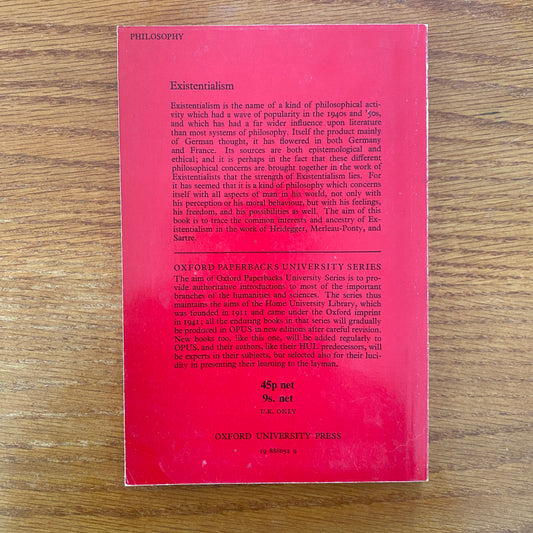 PHILOSOPHY
Existentialism
Existentialism is the name of a kind of philosophical acti-
vity which had a wave of popularity in the 1940s and '50s,
and which has had a far wider influence upon literature
than most systems of philosophy. Itself the product mainly
of German thought, it has flowered in both Germany
and France. Its sources are both epistemological and
ethical; and it is perhaps in the fact that these different
philosophical concerns are brought together in the work of
Existentialists that the strength of Existentialism lies. For
it has seemed that it is a kind of philosophy which concerns
itself with all aspects of man in his world, not only with
his perception or his moral behaviour, but with his feelings,
his freedom, and his possibilities as well. The aim of this
book is to trace the common interests and ancestry of Ex-
istentialism in the work of Heidegger, Merleau-Ponty, and
Sartre.
OXFORD PAPERBACKS UNIVERSITY SERIES
The aim of Oxford Paperbacks University Series is to pro-
vide authoritative introductions to most of the important
branches of the humanities and sciences. The series thus
maintains the aims of the Home University Library, which
was founded in 1911 and came under the Oxford imprint
in 1941; all the enduring books in that series will gradually
be produced in OPUS in new editions after careful revision.
New books too, like this one, will be added regularly to
OPUS, and their authors, like their HUL predecessors, will
be experts in their subjects, but selected also for their luci-
dity in presenting their learning to the layman.
45p net
9s. net
U.K. ONLY
OXFORD UNIVERSITY PRESS
19 888052 9